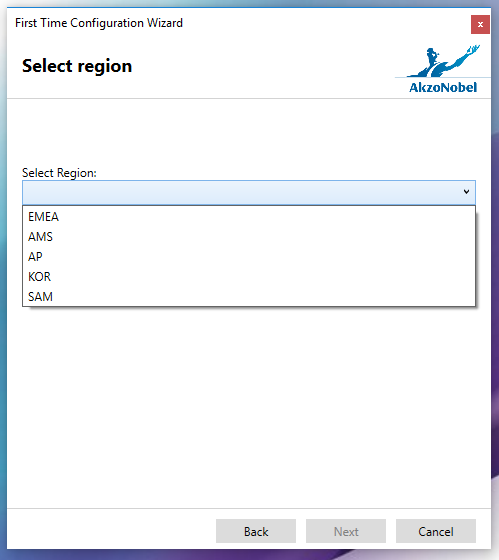 First Time Configuration Wizard
x
Select region
AkzoNobel
Select Region:
EMEA
AMS
AP
KOR
SAM
Back
Next
Cancel